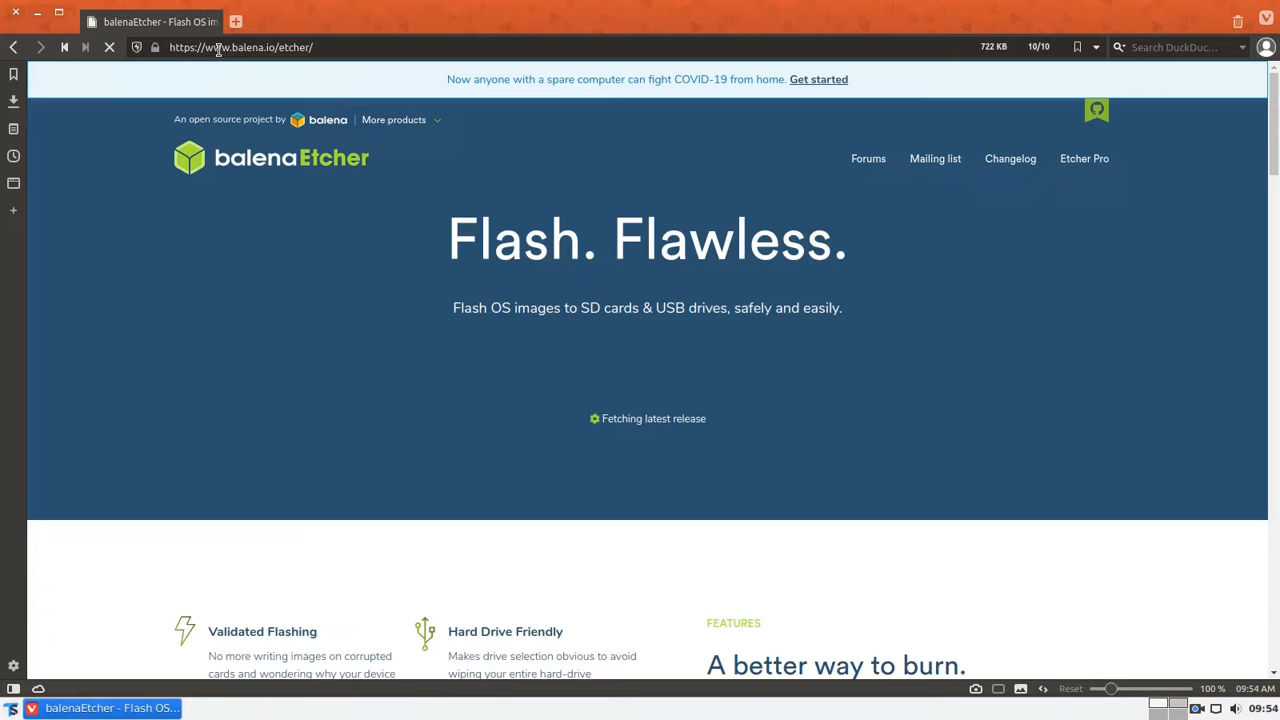 balenaEtcher - Flash OS im
https://www.balena.io/etcher/
722 KB
10/10
Search DuckDuc...
Now anyone with a spare computer can fight COVID-19 from home. Get started
An open source project by balena | More products
balenaEtcher
Forums
Mailing list
Changelog
Etcher Pro
Flash. Flawless.
Flash OS images to SD cards & USB drives, safely and easily.
Fetching latest release
Validated Flashing
No more writing images on corrupted
cards and wondering why your device
Hard Drive Friendly
Makes drive selection obvious to avoid
wiping your entire hard-drive
FEATURES
A better way to burn.
Reset
100 %
09:54 AM
balenaEtcher - Flash OS...
09:54